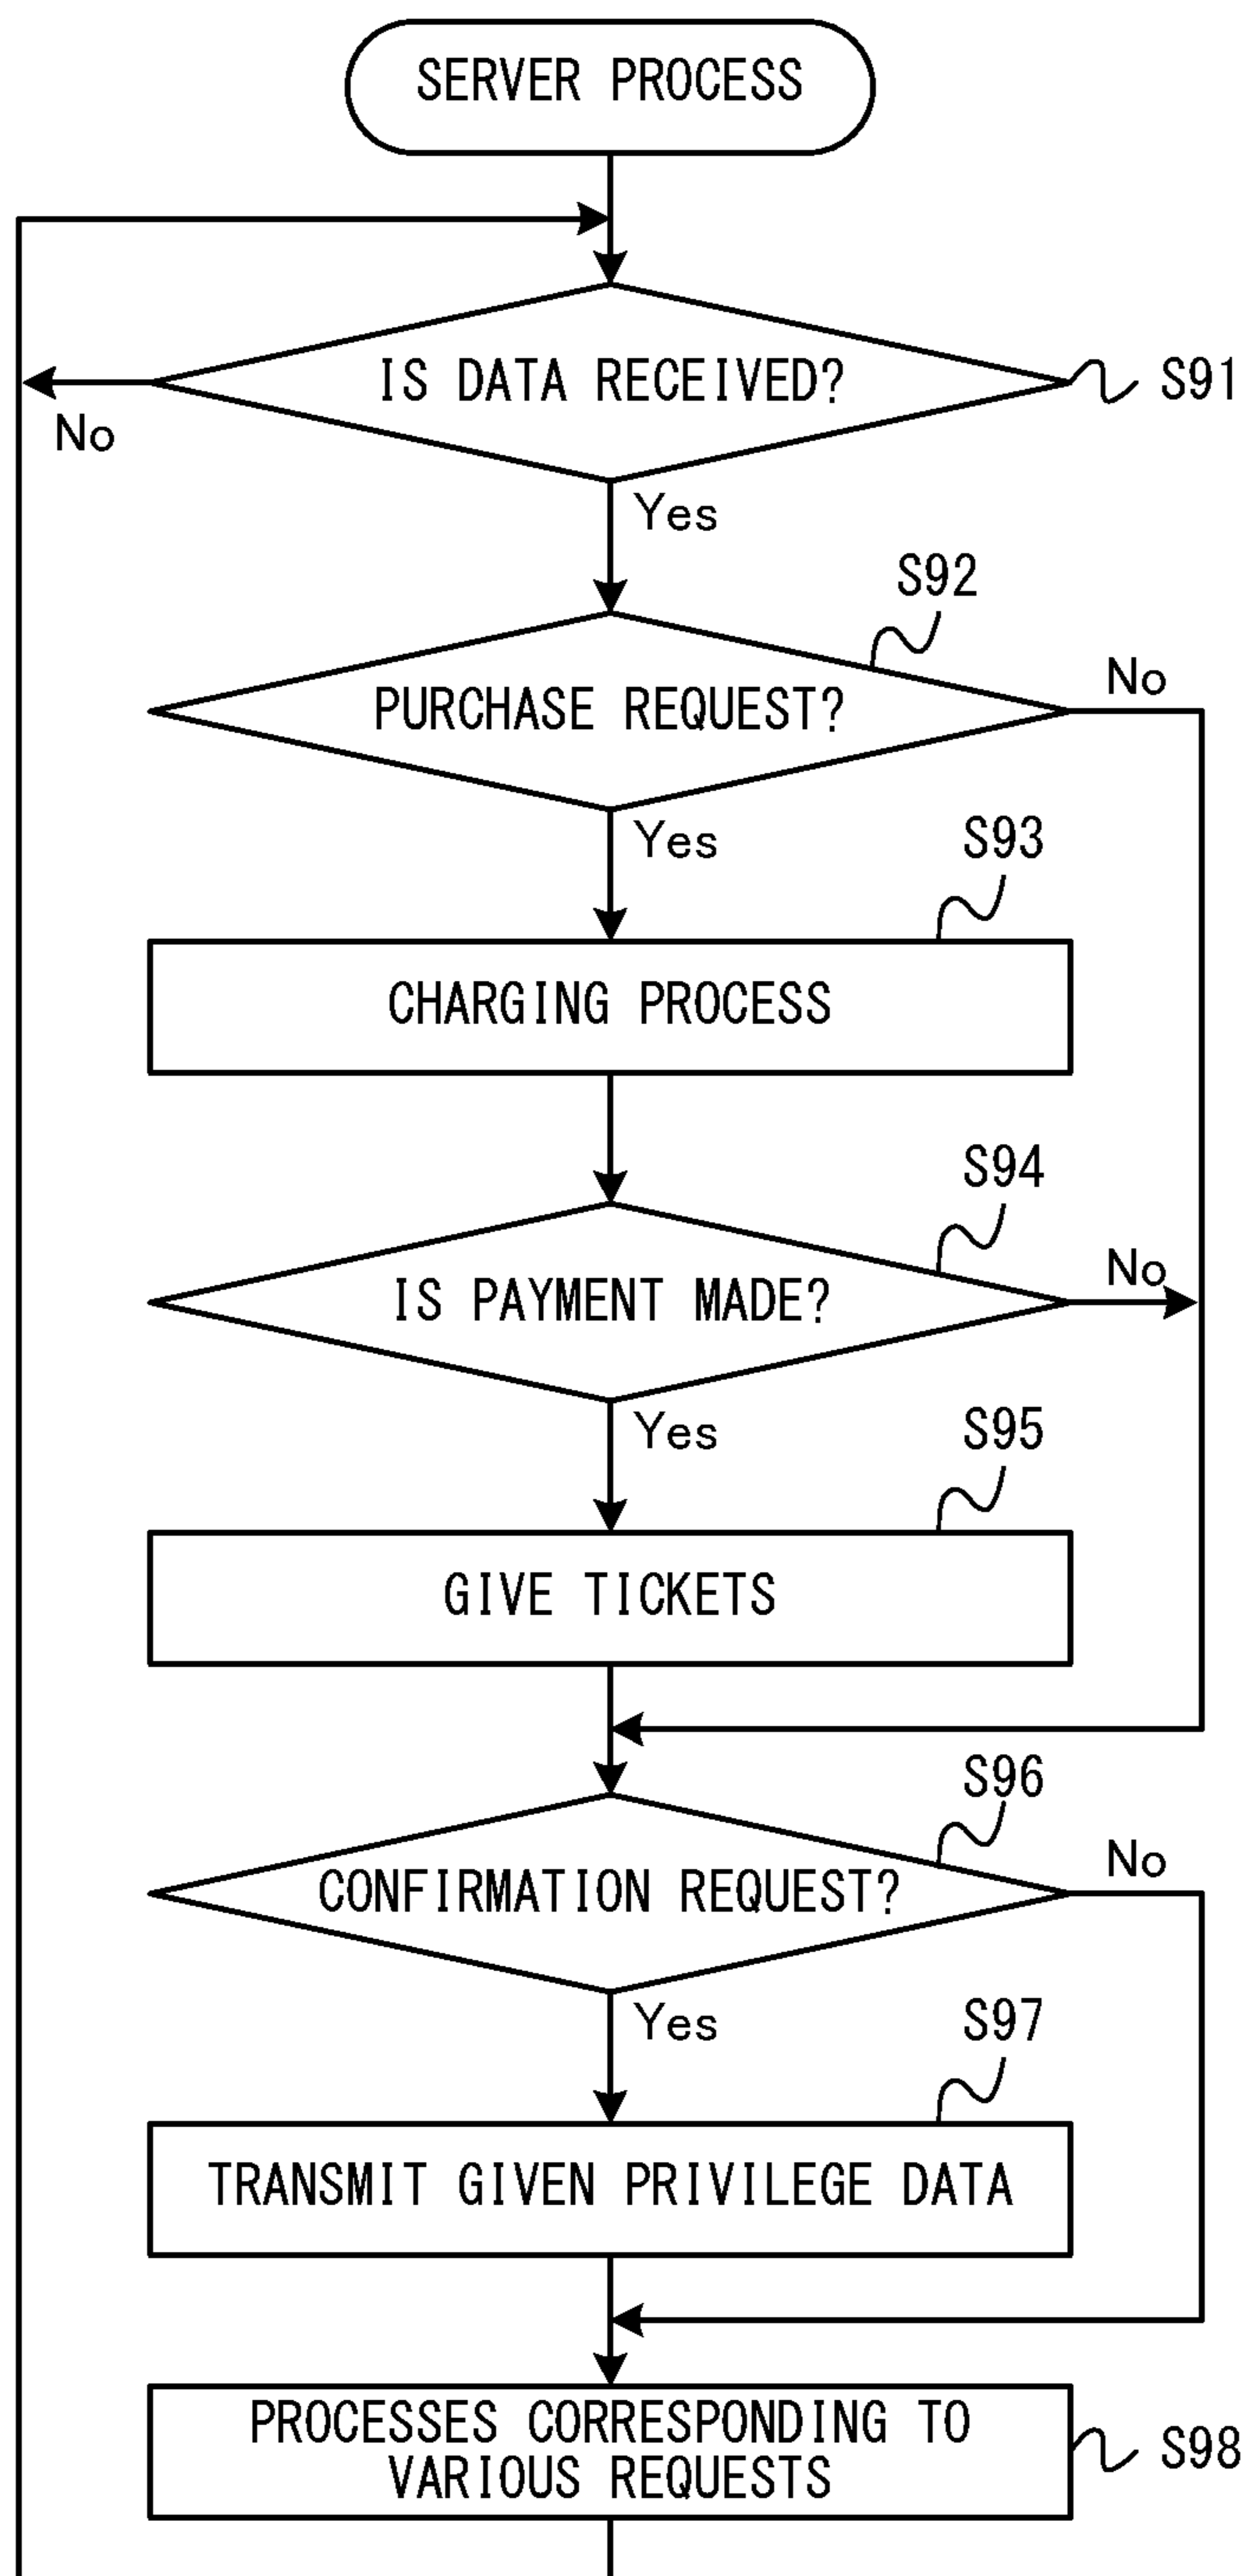 SERVER PROCESS
IS DATA RECEIVED?
S91
No
Yes
S92
PURCHASE REQUEST?
No
Yes
S93
CHARGING PROCESS
S94
IS PAYMENT MADE?
No
Yes
S95
GIVE TICKETS
S96
CONFIRMATION REQUEST?
No
Yes
S97
TRANSMIT GIVEN PRIVILEGE DATA
PROCESSES CORRESPONDING TO
VARIOUS REQUESTS
S98